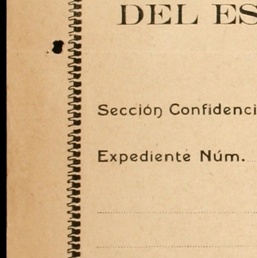 DEL ES
Sección Confidenci
Expediente Núm.